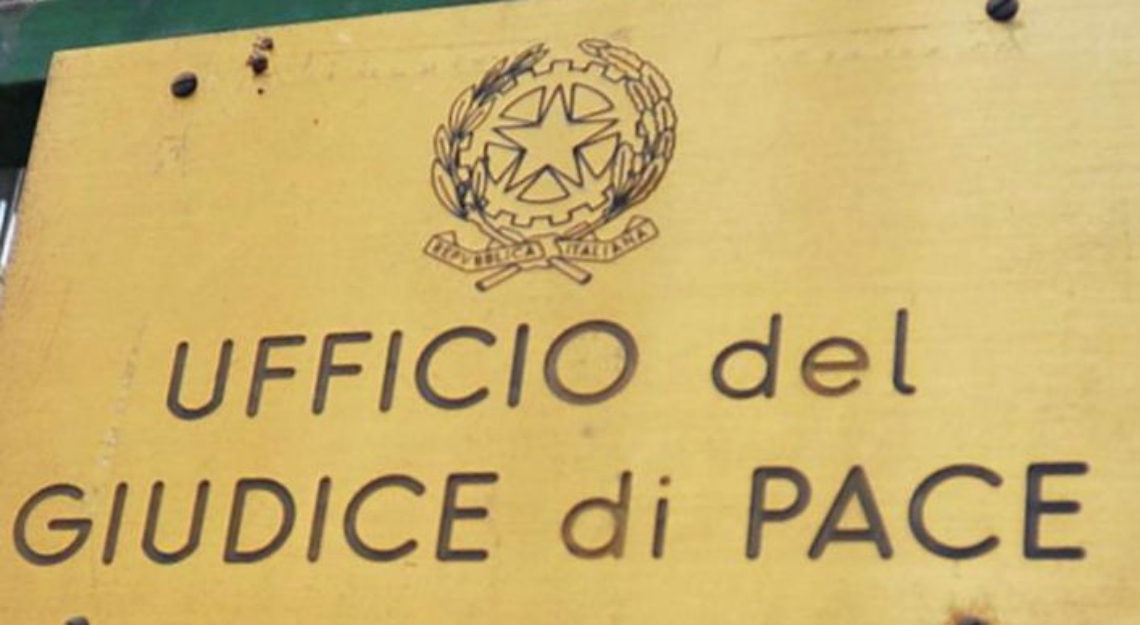 REPVBBLICA ITALIANA
UFFICIO del
GIUDICE di PACE